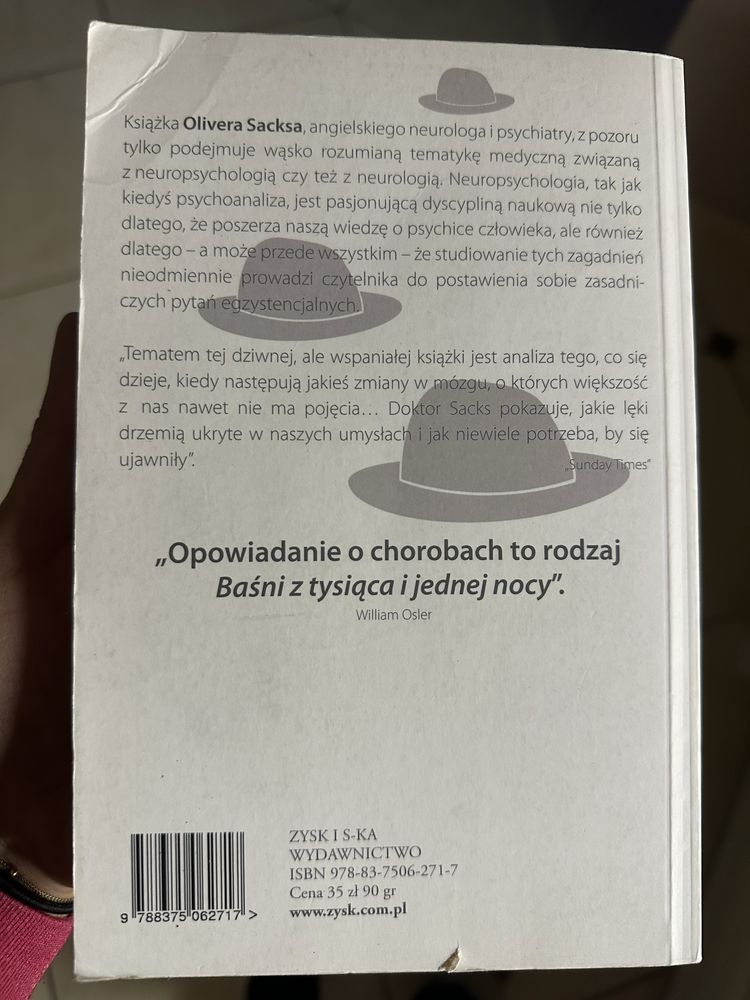 Książka Olivera Sacksa, angielskiego neurologa i psychiatry, z pozoru
tylko podejmuje wąsko rozumianą tematykę medyczną związaną
z neuropsychologią czy też z neurologią. Neuropsychologia, tak jak
kiedyś psychoanaliza, jest pasjonującą dyscypliną naukową nie tylko
dlatego, że poszerza naszą wiedzę o psychice człowieka, ale również
dlatego – a może przede wszystkim – że studiowanie tych zagadnień
nieodmiennie prowadzi czytelnika do postawienia sobie zasadni-
czych pytań egzystencjalnych.
„Tematem tej dziwnej, ale wspaniałej książki jest analiza tego, co się
dzieje, kiedy następują jakieś zmiany w mózgu, o których większość
z nas nawet nie ma pojęcia… Doktor Sacks pokazuje, jakie lęki
drzemią ukryte w naszych umysłach i jak niewiele potrzeba, by się
ujawniły”.
„Sunday Times”
„Opowiadanie o chorobach to rodzaj
Baśni z tysiąca i jednej nocy”.
William Osler
ZYSK I S-KA
WYDAWNICTWO
ISBN 978-83-7506-271-7
Cena 35 zł 90 gr
www.zysk.com.pl
9 788375 062717 >